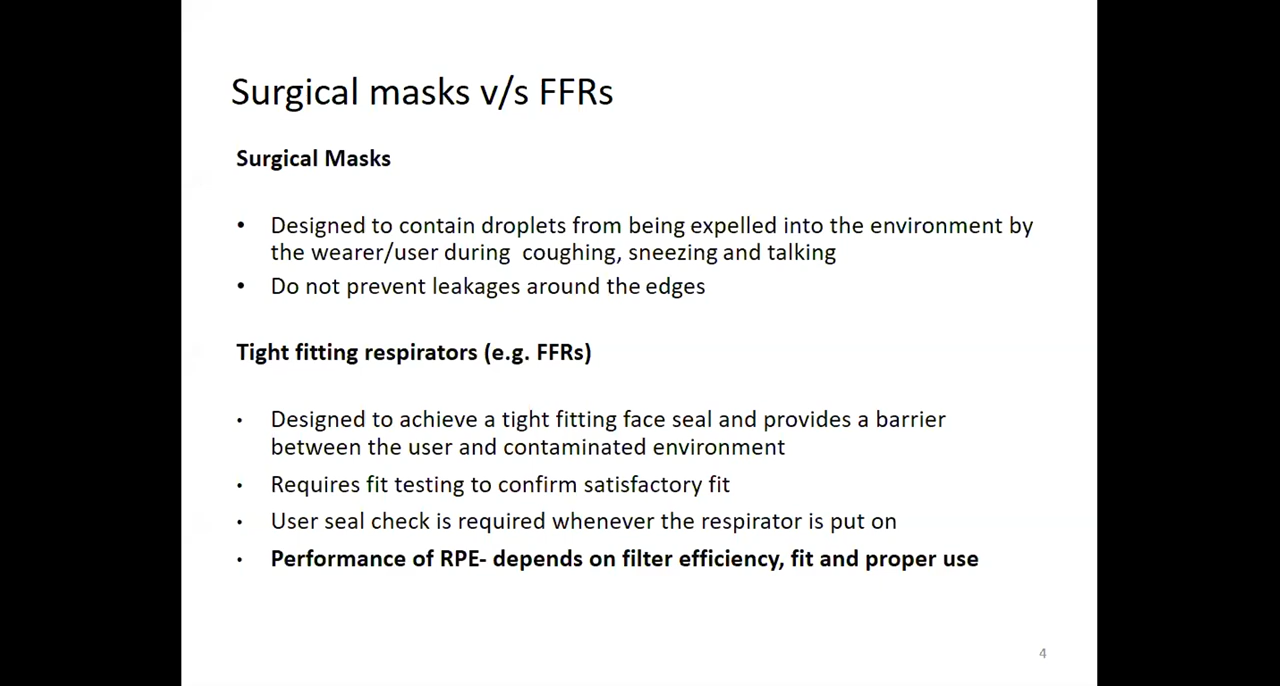 Surgical masks v/s FFRs
Surgical Masks
• Designed to contain droplets from being expelled into the environment by
the wearer/user during  coughing, sneezing and talking
• Do not prevent leakages around the edges
Tight fitting respirators (e.g. FFRs)
• Designed to achieve a tight fitting face seal and provides a barrier
between the user and contaminated environment
• Requires fit testing to confirm satisfactory fit
• User seal check is required whenever the respirator is put on
• Performance of RPE- depends on filter efficiency, fit and proper use
4